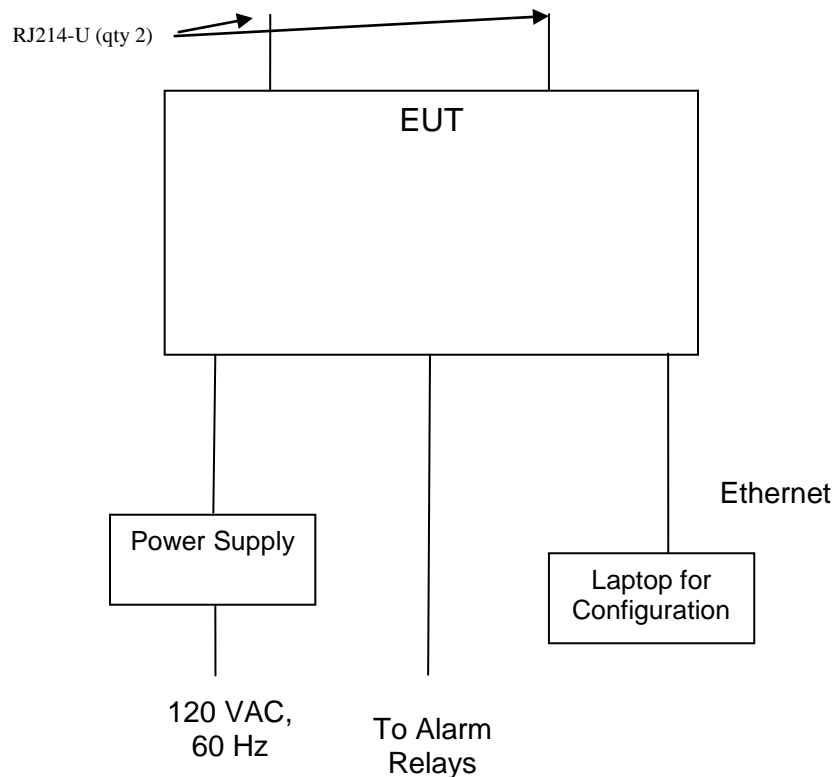 RJ214-U (qty 2)
EUT
Ethernet
Power Supply
Laptop for
Configuration
120 VAC,
60 Hz
To Alarm
Relays